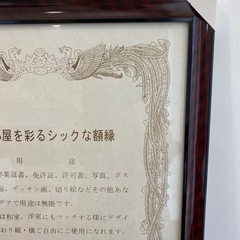 屋を彩るシックな額縁
用 途
業証書、免許証、許可書、写真、ポス
デッサン画、切り絵などその他あな
デアで用途は無限です。
は和室、洋室にもマッチする様にデザイ
おり縦・横ご自由にご使用になれます。